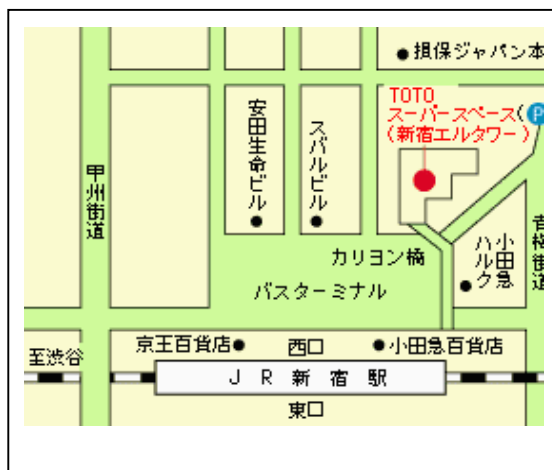 損保ジャパン本
TOTO
スーパースペース(
(新宿エルタワー)
P
安田生命ビル
スバルビル
甲州街道
青梅街道
小田急
ハルク
カリヨン橋
バスターミナル
京王百貨店
西口
小田急百貨店
至渋谷
JR新宿駅
東口